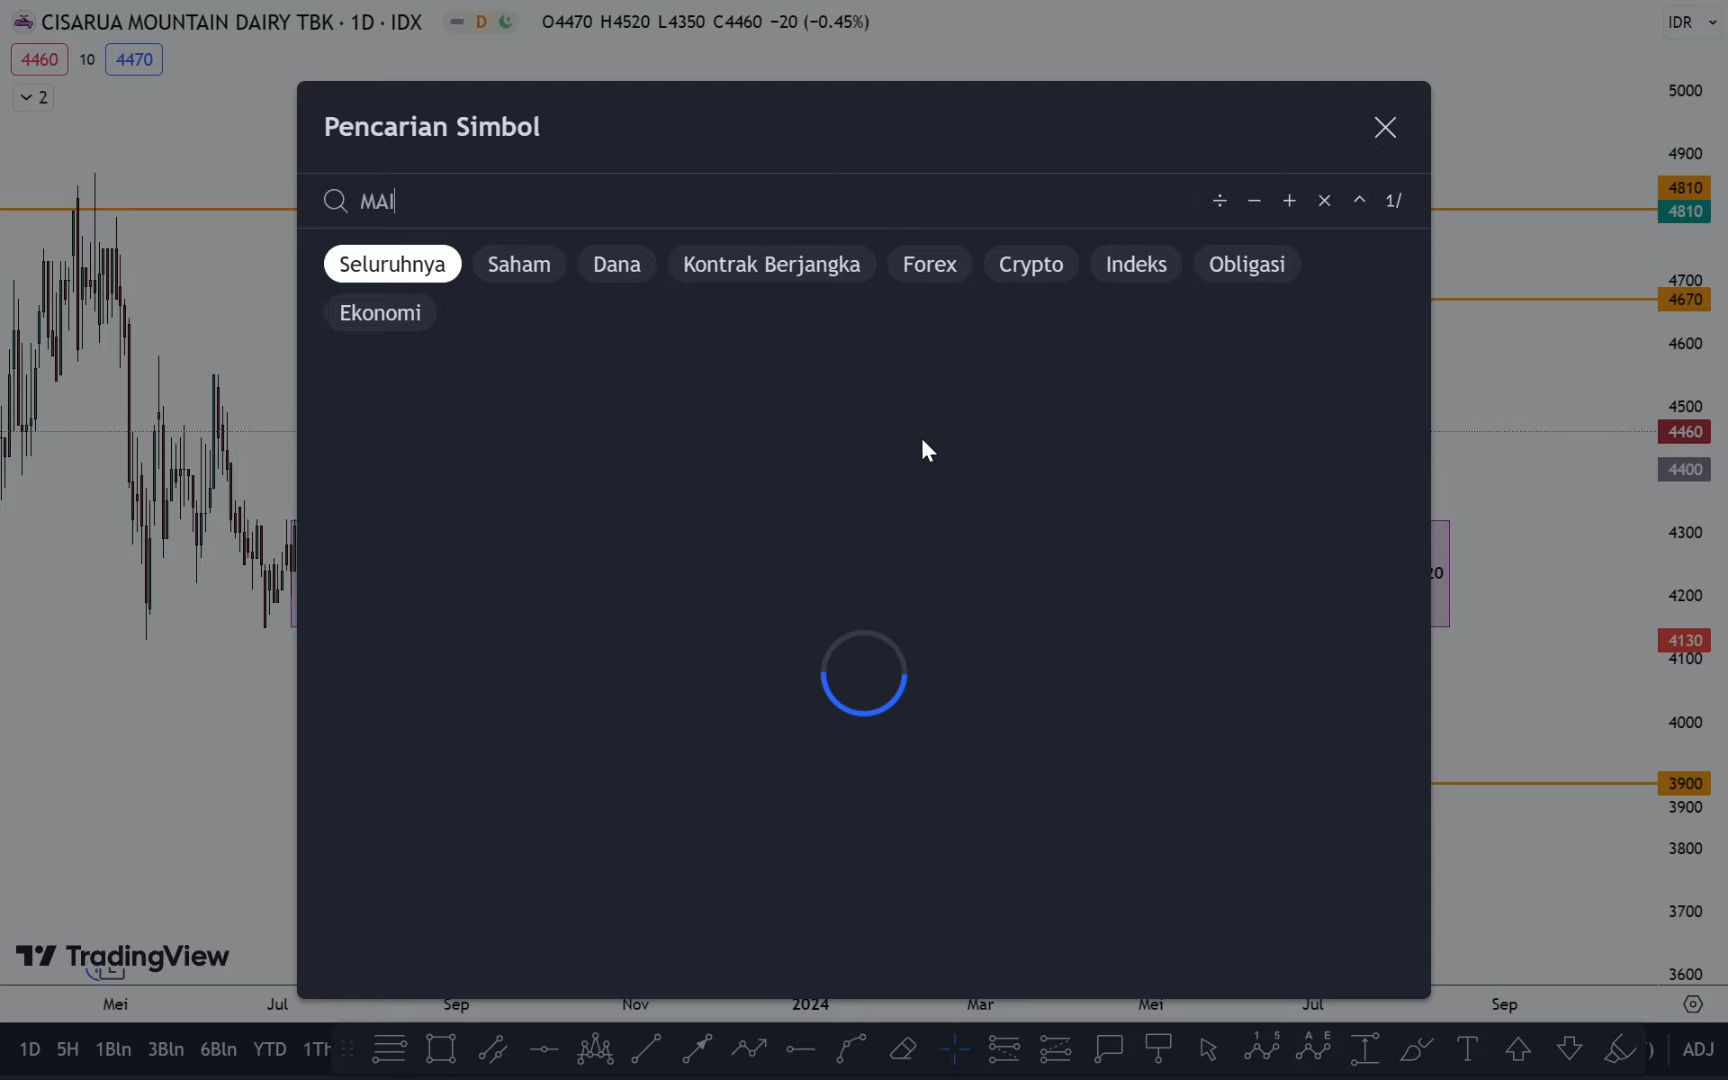 CISARUA MOUNTAIN DAIRY TBK · 1D · IDX D O4470 H4520 L4350 C4460 −20 (−0.45%) IDR
4460 10 4470
2
Pencarian Simbol
MAI 1/
Seluruhnya Saham Dana Kontrak Berjangka Forex Crypto Indeks Obligasi
Ekonomi
5000
4900
4810
4810
4700
4670
4600
4500
4460
4400
4300
20
4200
4130
4100
4000
3900
3900
3800
3700
3600
TradingView
Mei Jul Sep Nov 2024 Mar Mei Jul Sep
1D 5H 1Bln 3Bln 6Bln YTD ADJ